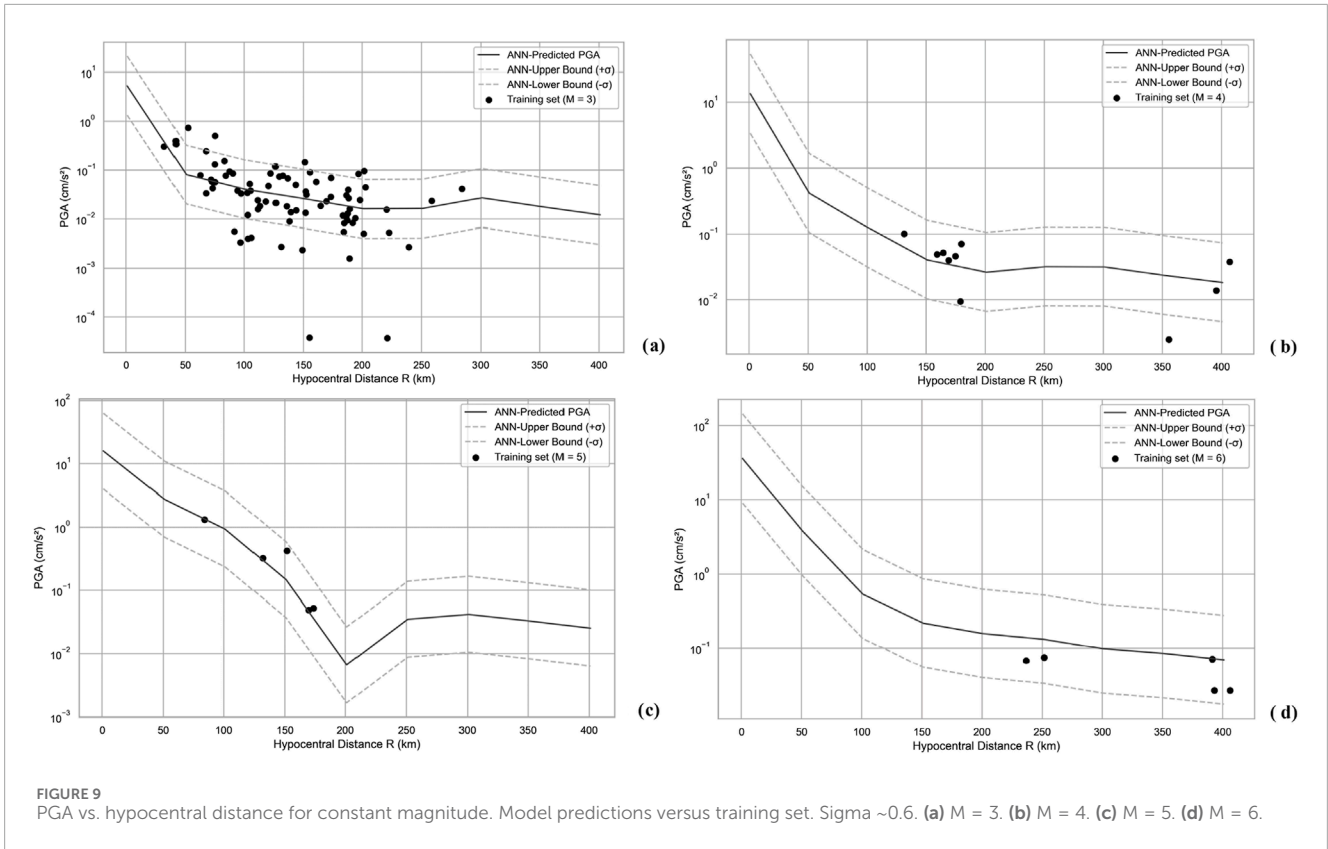 ANN-Predicted PGA
ANN-Upper Bound (+σ)
ANN-Lower Bound (-σ)
Training set (M = 3)
10¹
10⁰
10⁻¹
10⁻²
10⁻³
10⁻⁴
PGA (cm/s²)
0 50 100 150 200 250 300 350 400
Hypocentral Distance R (km)
(a)
ANN-Predicted PGA
ANN-Upper Bound (+σ)
ANN-Lower Bound (-σ)
Training set (M = 4)
10¹
10⁰
10⁻¹
10⁻²
PGA (cm/s²)
0 50 100 150 200 250 300 350 400
Hypocentral Distance R (km)
( b)
ANN-Predicted PGA
ANN-Upper Bound (+σ)
ANN-Lower Bound (-σ)
Training set (M = 5)
10²
10¹
10⁰
10⁻¹
10⁻²
10⁻³
PGA (cm/s²)
0 50 100 150 200 250 300 350 400
Hypocentral Distance R (km)
(c)
ANN-Predicted PGA
ANN-Upper Bound (+σ)
ANN-Lower Bound (-σ)
Training set (M = 6)
10²
10¹
10⁰
10⁻¹
PGA (cm/s²)
0 50 100 150 200 250 300 350 400
Hypocentral Distance R (km)
( d)
FIGURE 9
PGA vs. hypocentral distance for constant magnitude. Model predictions versus training set. Sigma ~0.6. (a) M = 3. (b) M = 4. (c) M = 5. (d) M = 6.